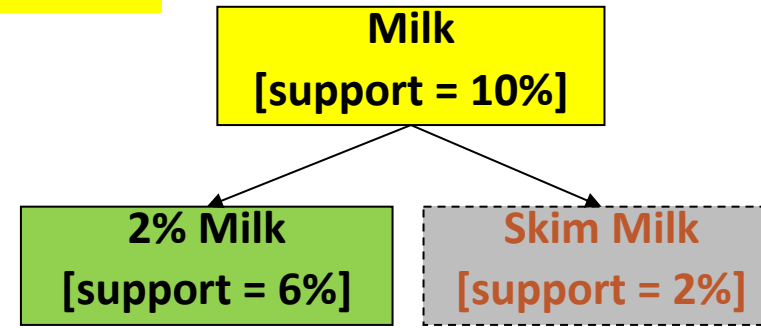 Milk
[support = 10%]
2% Milk
[support = 6%]
Skim Milk
[support = 2%]